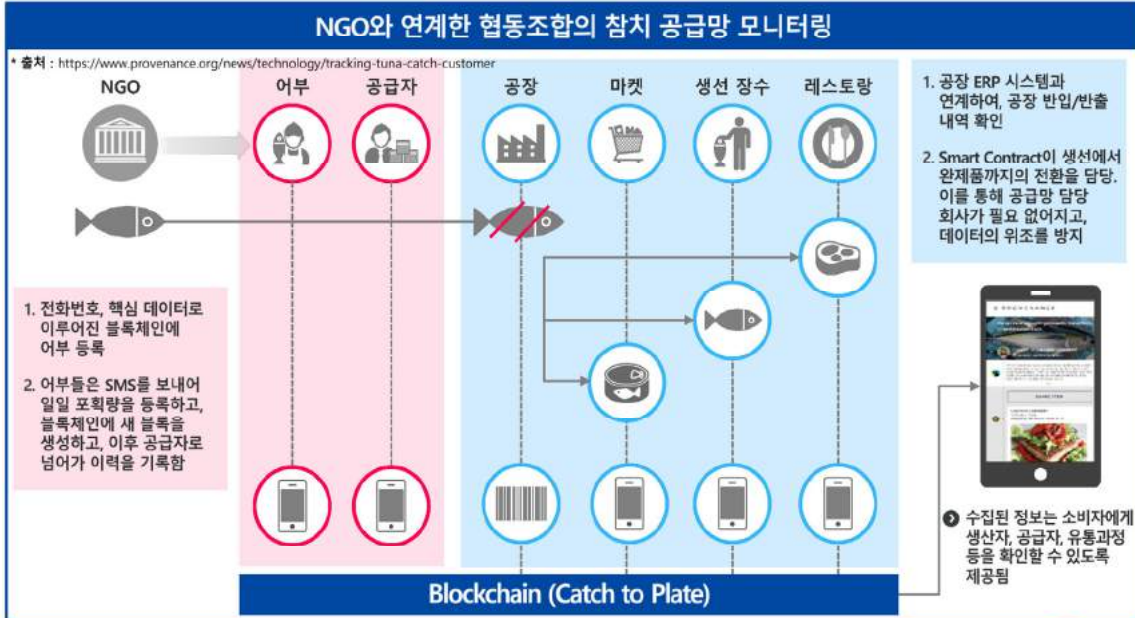 NGO와 연계한 협동조합의 참치 공급망 모니터링
* 출처 : https://www.provenance.org/news/technology/tracking-tuna-catch-customer
NGO
어부
공급자
공장
마켓
생선 장수
레스토랑
1. 공장 ERP 시스템과
연계하여, 공장 반입/반출
내역 확인
2. Smart Contract이 생선에서
완제품까지의 전환을 담당.
이를 통해 공급망 담당
회사가 필요 없어지고,
데이터의 위조를 방지
1. 전화번호, 핵심 데이터로
이루어진 블록체인에
어부 등록
2. 어부들은 SMS를 보내어
일일 포획량을 등록하고,
블록체인에 새 블록을
생성하고, 이후 공급자로
넘어가 이력을 기록함
수집된 정보는 소비자에게
생산자, 공급자, 유통과정
등을 확인할 수 있도록
제공됨
Blockchain (Catch to Plate)